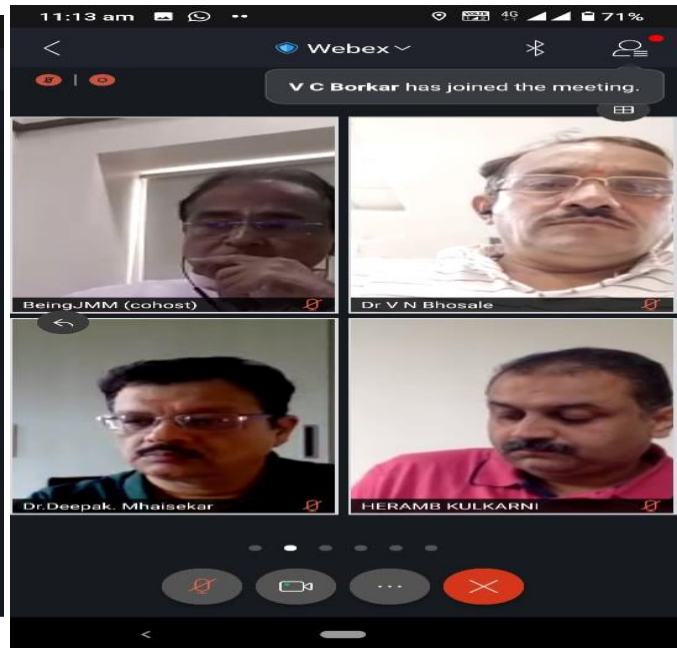 11:13 am 4G 71%
Webex
V C Borkar has joined the meeting.
BeingJMM (cohost)
Dr V N Bhosale
Dr.Deepak. Mhaisekar
HERAMB KULKARNI